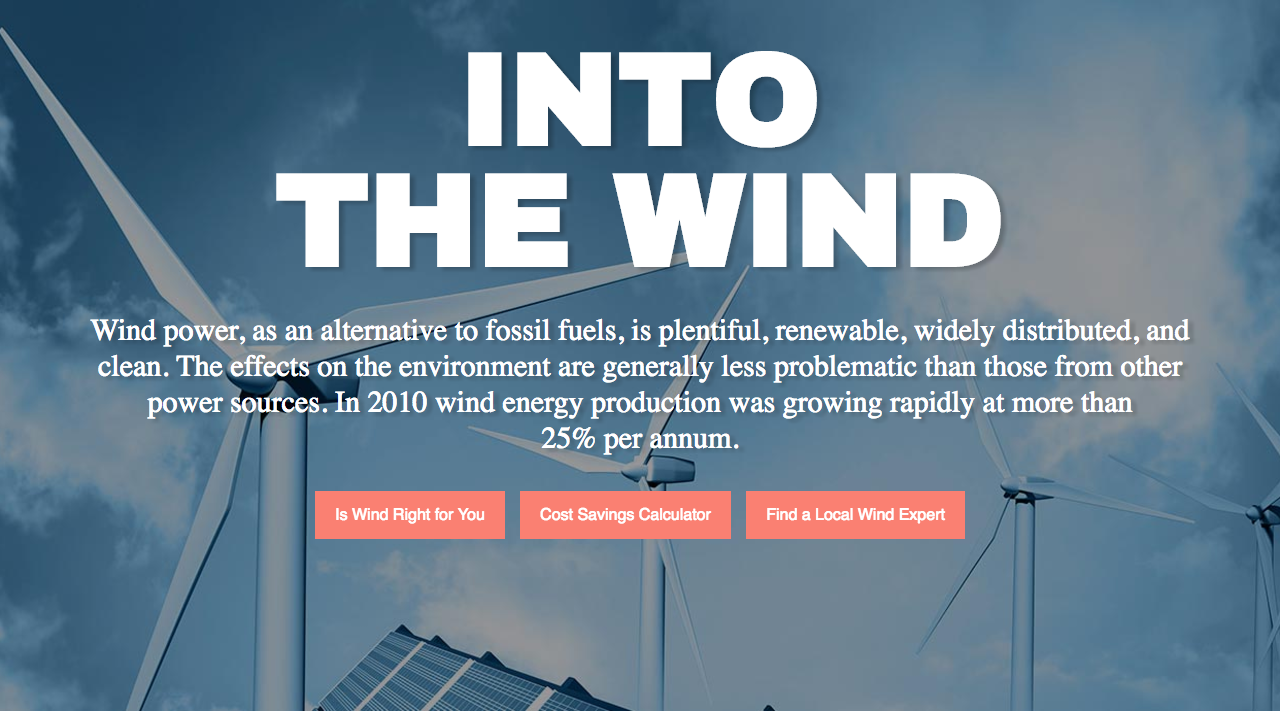 INTO
THE WIND
Wind power, as an alternative to fossil fuels, is plentiful, renewable, widely distributed, and
clean. The effects on the environment are generally less problematic than those from other
power sources. In 2010 wind energy production was growing rapidly at more than
25% per annum.
Is Wind Right for You
Cost Savings Calculator
Find a Local Wind Expert